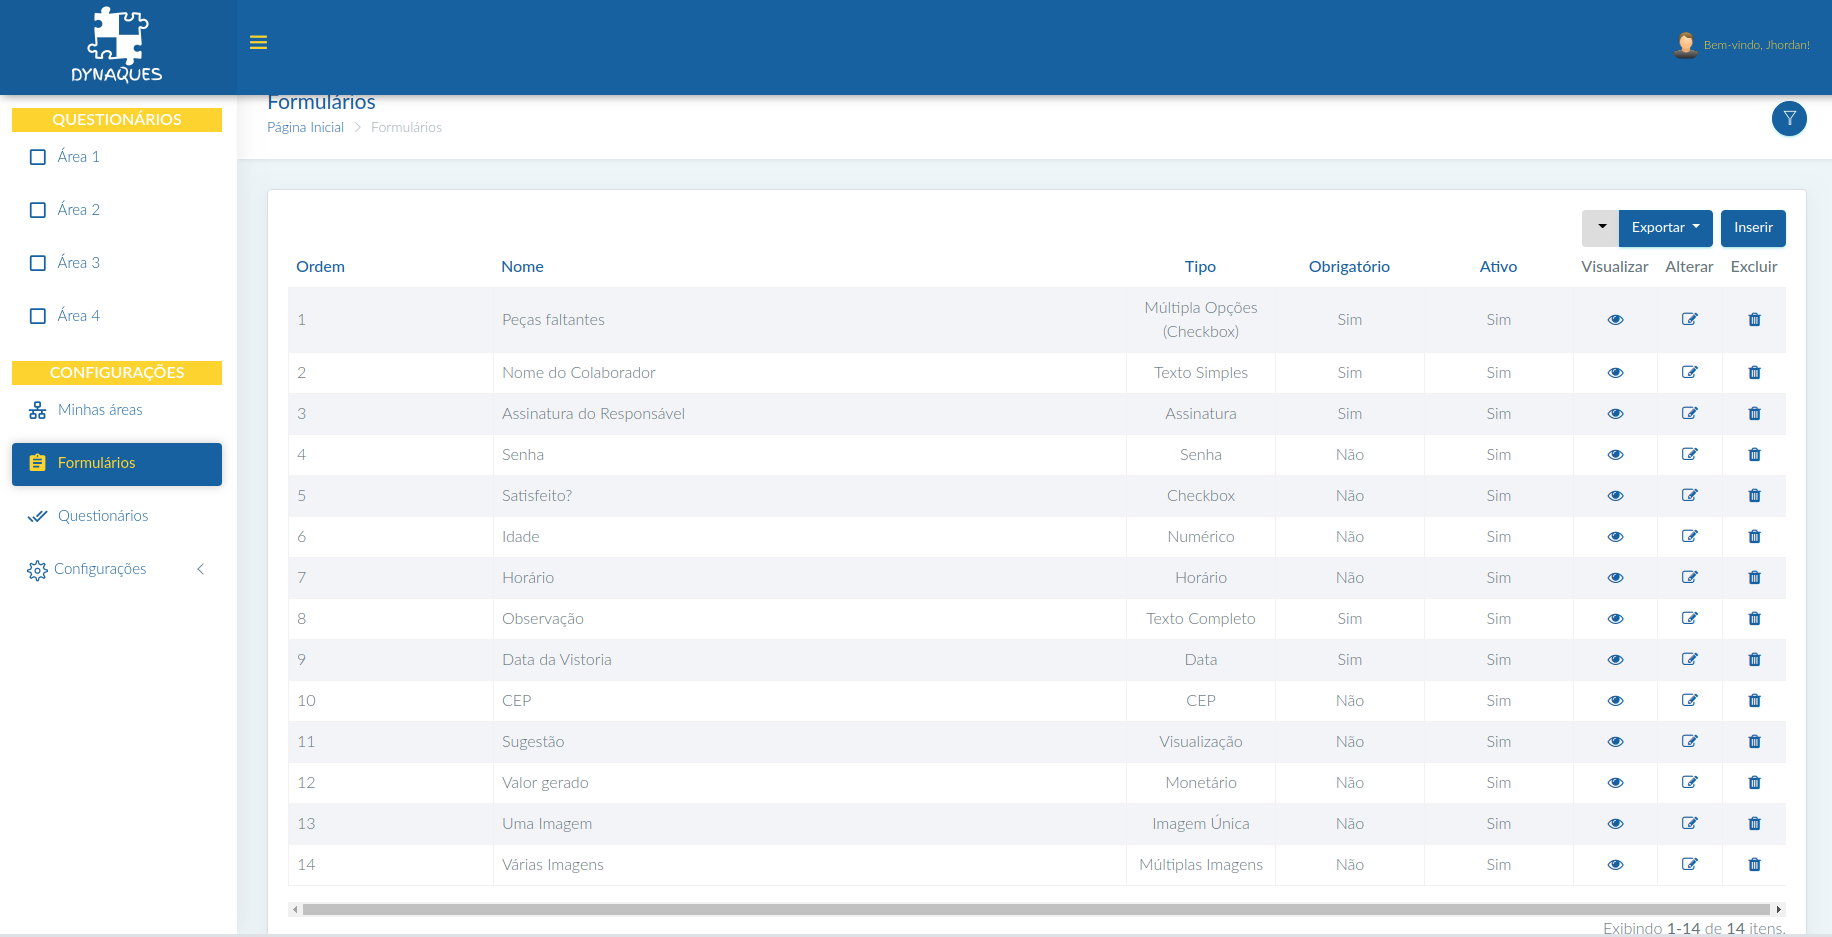 DYNAQUES
Bem-vindo, Jhordan!
QUESTIONÁRIOS
Área 1
Área 2
Área 3
Área 4
CONFIGURAÇÕES
Minhas áreas
Formulários
Questionários
Configurações
Formulários
Página Inicial > Formulários
Exportar Inserir
Ordem Nome Tipo Obrigatório Ativo Visualizar Alterar Excluir
1 Peças faltantes Múltipla Opções (Checkbox) Sim Sim
2 Nome do Colaborador Texto Simples Sim Sim
3 Assinatura do Responsável Assinatura Sim Sim
4 Senha Senha Não Sim
5 Satisfeito? Checkbox Não Sim
6 Idade Numérico Não Sim
7 Horário Horário Não Sim
8 Observação Texto Completo Sim Sim
9 Data da Vistoria Data Sim Sim
10 CEP CEP Não Sim
11 Sugestão Visualização Não Sim
12 Valor gerado Monetário Não Sim
13 Uma Imagem Imagem Única Não Sim
14 Várias Imagens Múltiplas Imagens Não Sim
Exibindo 1-14 de 14 itens.